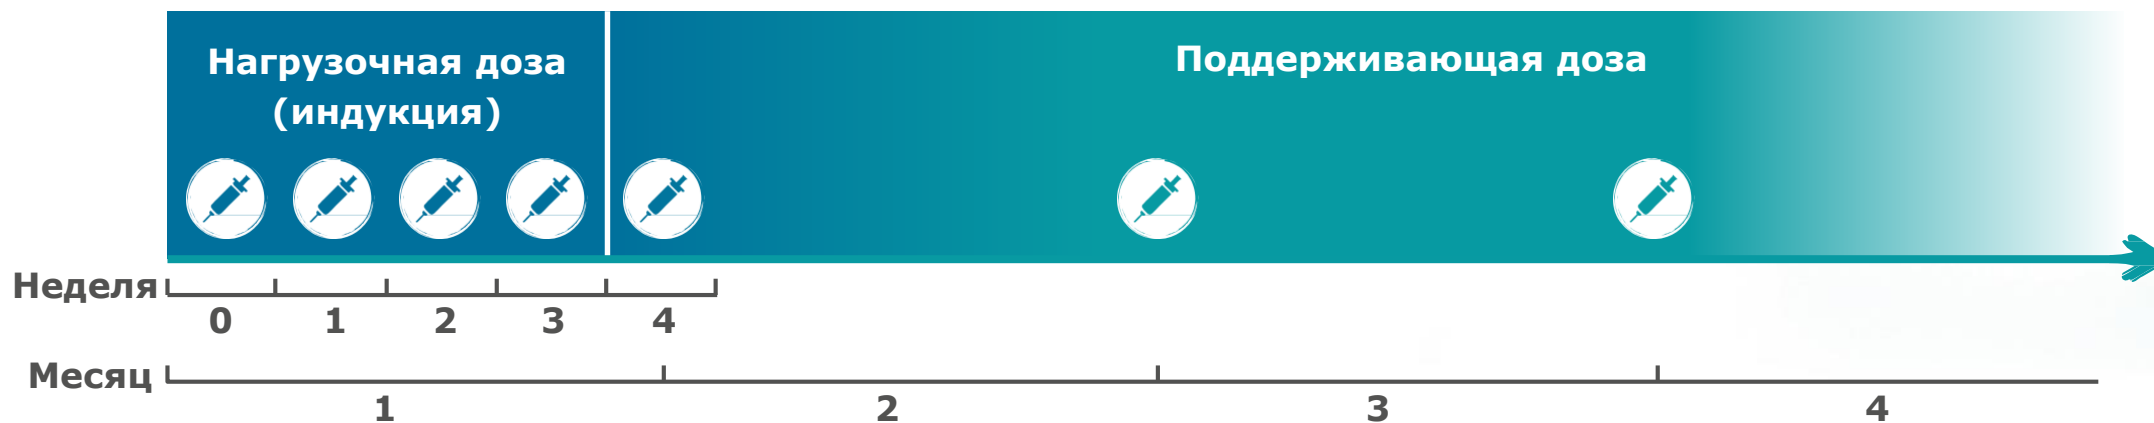 Нагрузочная доза
(индукция)
Поддерживающая доза
Неделя
0 1 2 3 4
Месяц
1 2 3 4